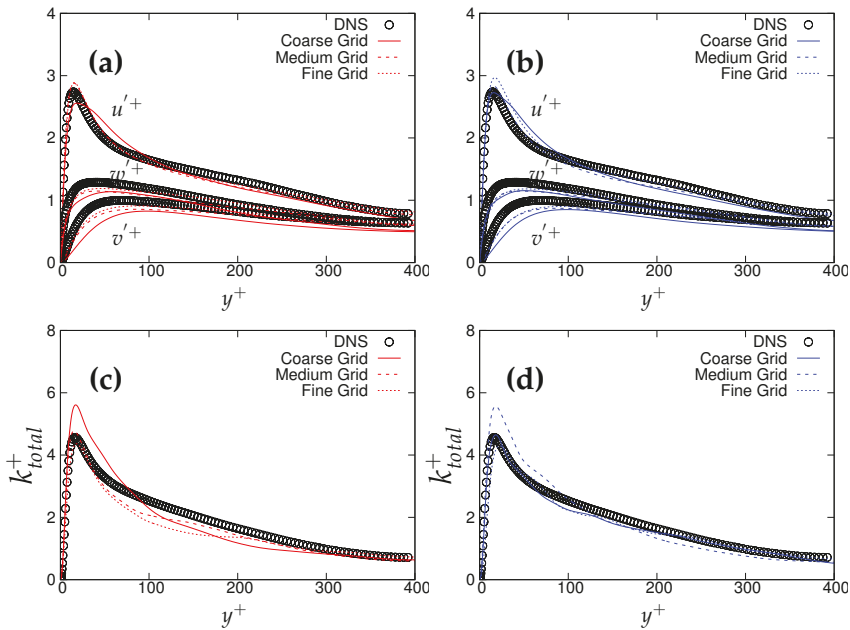 4
3
2
1
0
0
100
200
300
400
y+
(a)
DNS
Coarse Grid
Medium Grid
Fine Grid
u'+
w'+
v'+
4
3
2
1
0
0
100
200
300
400
y+
(b)
DNS
Coarse Grid
Medium Grid
Fine Grid
u'+
w'+
v'+
8
6
4
2
0
0
100
200
300
400
k+total
y+
(c)
DNS
Coarse Grid
Medium Grid
Fine Grid
8
6
4
2
0
0
100
200
300
400
k+total
y+
(d)
DNS
Coarse Grid
Medium Grid
Fine Grid